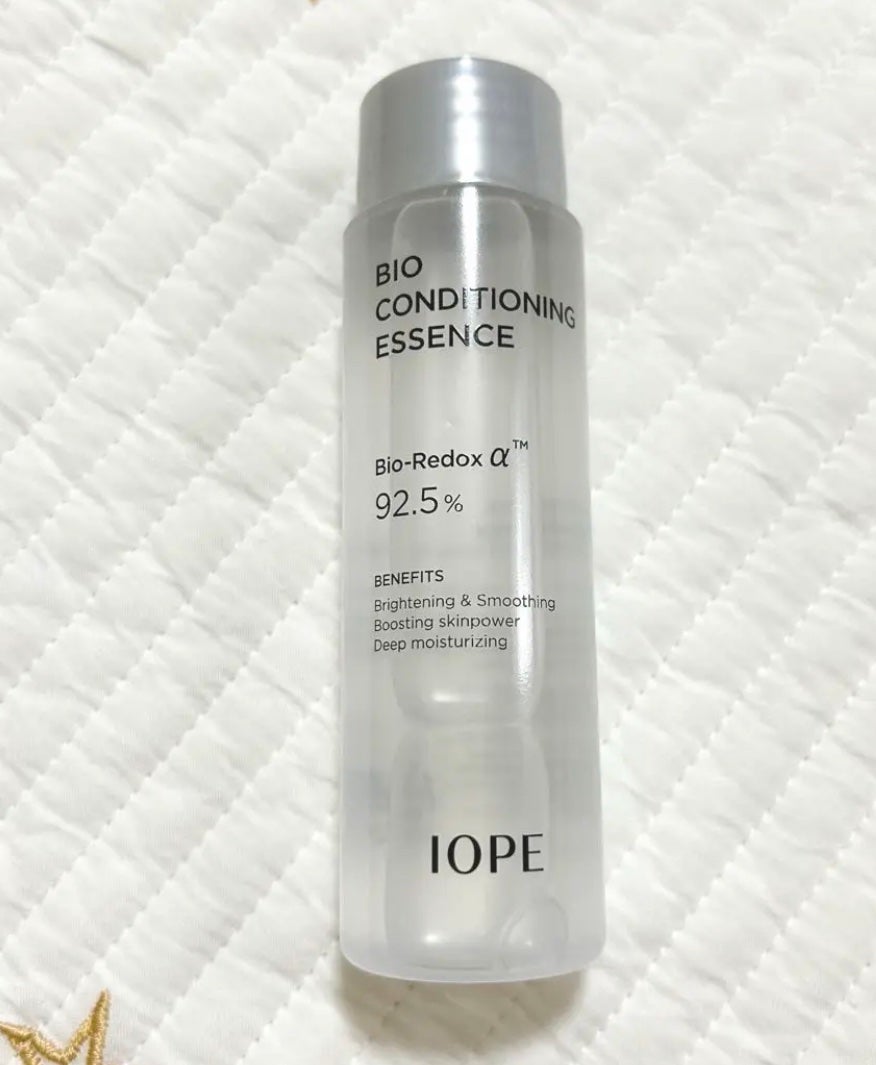 BIO
CONDITIONING
ESSENCE
Bio-Redox α™
92.5%
BENEFITS
Brightening & Smoothing
Boosting skinpower
Deep moisturizing
IOPE